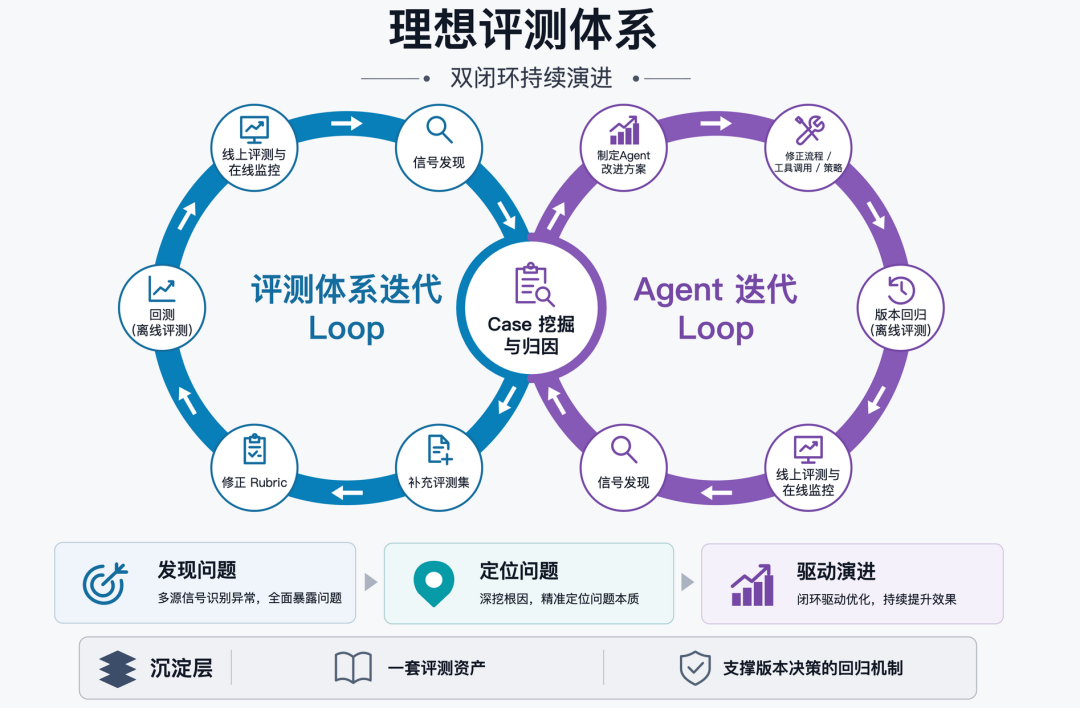 理想评测体系
双闭环持续演进
线上评测与
在线监控
信号发现
制定Agent
改进方案
修正流程 /
工具调用 / 策略
回测
(离线评测)
评测体系迭代
Loop
Case 挖掘
与归因
Agent 迭代
Loop
版本回归
(离线评测)
修正 Rubric
补充评测集
信号发现
线上评测与
在线监控
发现问题
多源信号识别异常，全面暴露问题
定位问题
深挖根因，精准定位问题本质
驱动演进
闭环驱动优化，持续提升效果
沉淀层
一套评测资产
支撑版本决策的回归机制